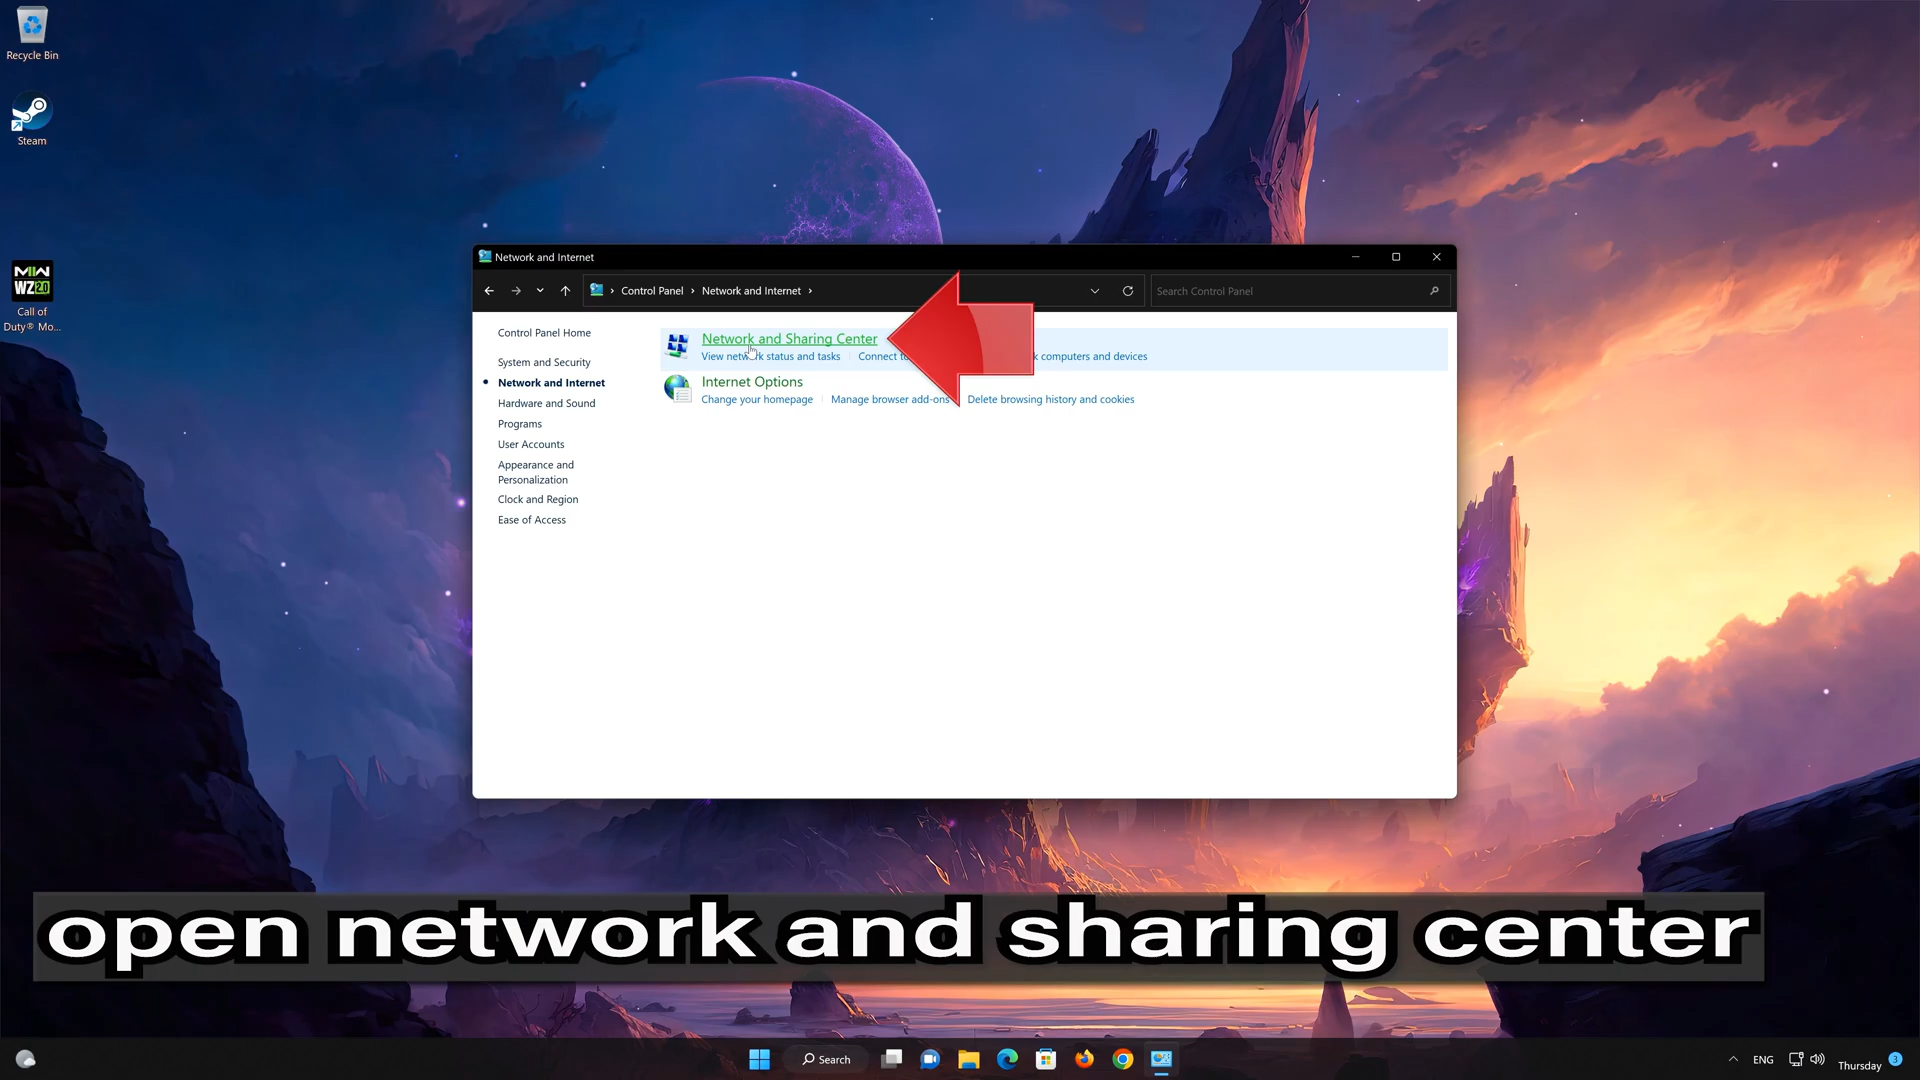 Recycle Bin
Steam
MW
WZ2.0
Call of
Duty® Mo...
Network and Internet
Control Panel
Network and Internet
Search Control Panel
Control Panel Home
System and Security
Network and Internet
Hardware and Sound
Programs
User Accounts
Appearance and
Personalization
Clock and Region
Ease of Access
Network and Sharing Center
View network status and tasks
Connect to
computers and devices
Internet Options
Change your homepage
Manage browser add-ons
Delete browsing history and cookies
open network and sharing center
Search
ENG
Thursday
3